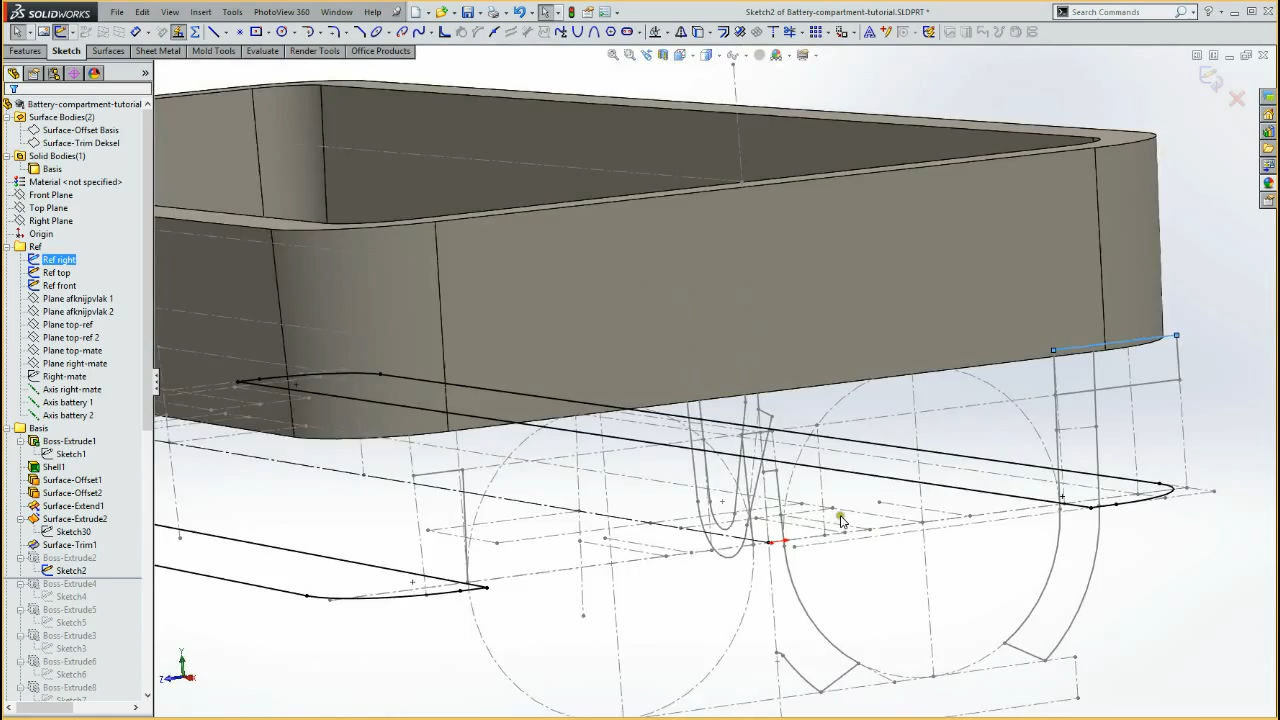 SOLIDWORKS File Edit View Insert Tools PhotoView 360 Window Help Sketch2 of Battery-compartment-tutorial.SLDPRT * Search Commands ?
Features Sketch Surfaces Sheet Metal Mold Tools Evaluate Render Tools Office Products
Battery-compartment-tutorial
Surface Bodies(2)
Surface-Offset Basis
Surface-Trim Deksel
Solid Bodies(1)
Basis
Material <not specified>
Front Plane
Top Plane
Right Plane
Origin
Ref
Ref right
Ref top
Ref front
Plane afknijpvlak 1
Plane afknijpvlak 2
Plane top-ref
Plane top-ref 2
Plane top-mate
Plane right-mate
Right-mate
Axis right-mate
Axis battery 1
Axis battery 2
Basis
Boss-Extrude1
Sketch1
Shell1
Surface-Offset1
Surface-Offset2
Surface-Extend1
Surface-Extrude2
Sketch30
Surface-Trim1
Boss-Extrude2
Sketch2
Boss-Extrude4
Sketch4
Boss-Extrude5
Sketch5
Boss-Extrude3
Sketch3
Boss-Extrude6
Sketch6
Boss-Extrude8
Y
Z
X